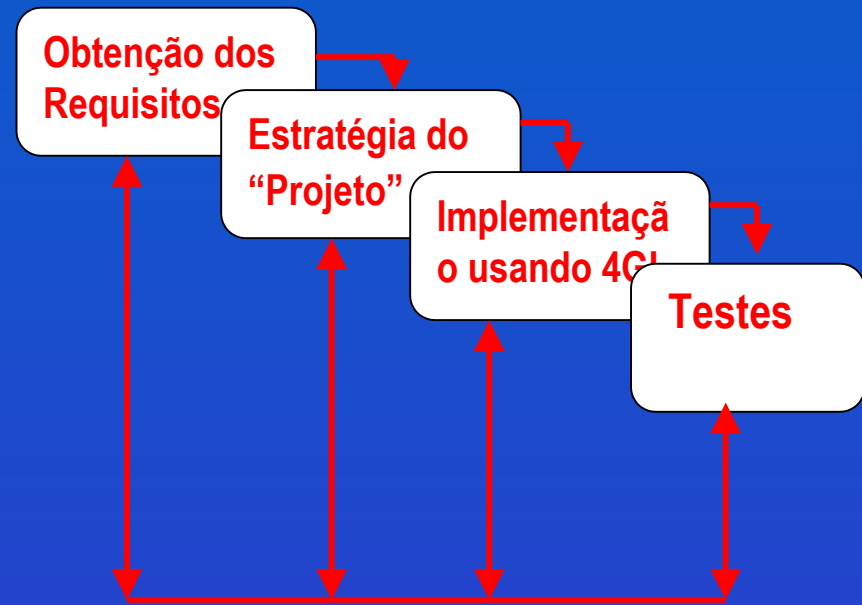 Obtenção dos
Requisitos
Estratégia do
“Projeto”
Implementaçã
o usando
Testes